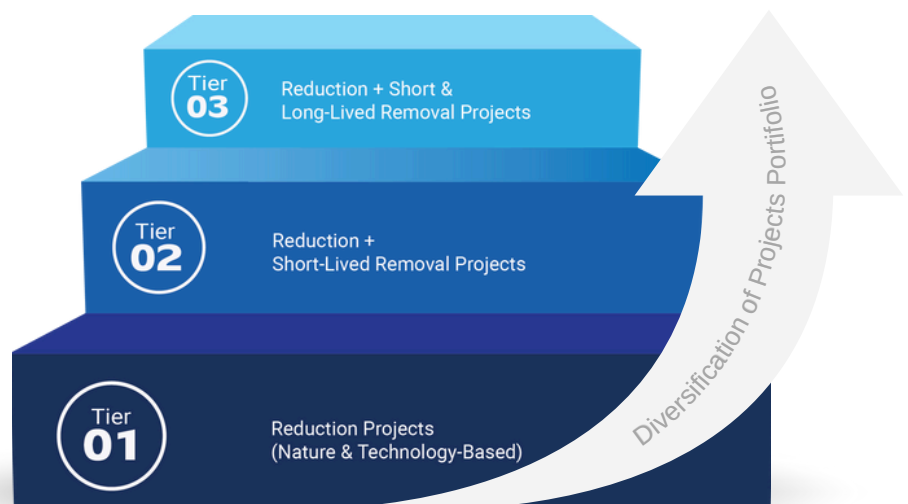 Tier
03
Reduction + Short &
Long-Lived Removal Projects
Tier
02
Reduction +
Short-Lived Removal Projects
Tier
01
Reduction Projects
(Nature & Technology-Based)
Diversification of Projects Portifolio